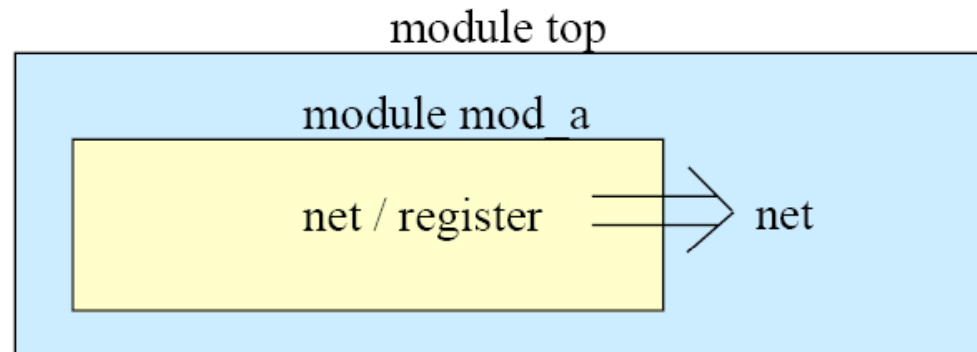 module top
module mod_a
net / register
net